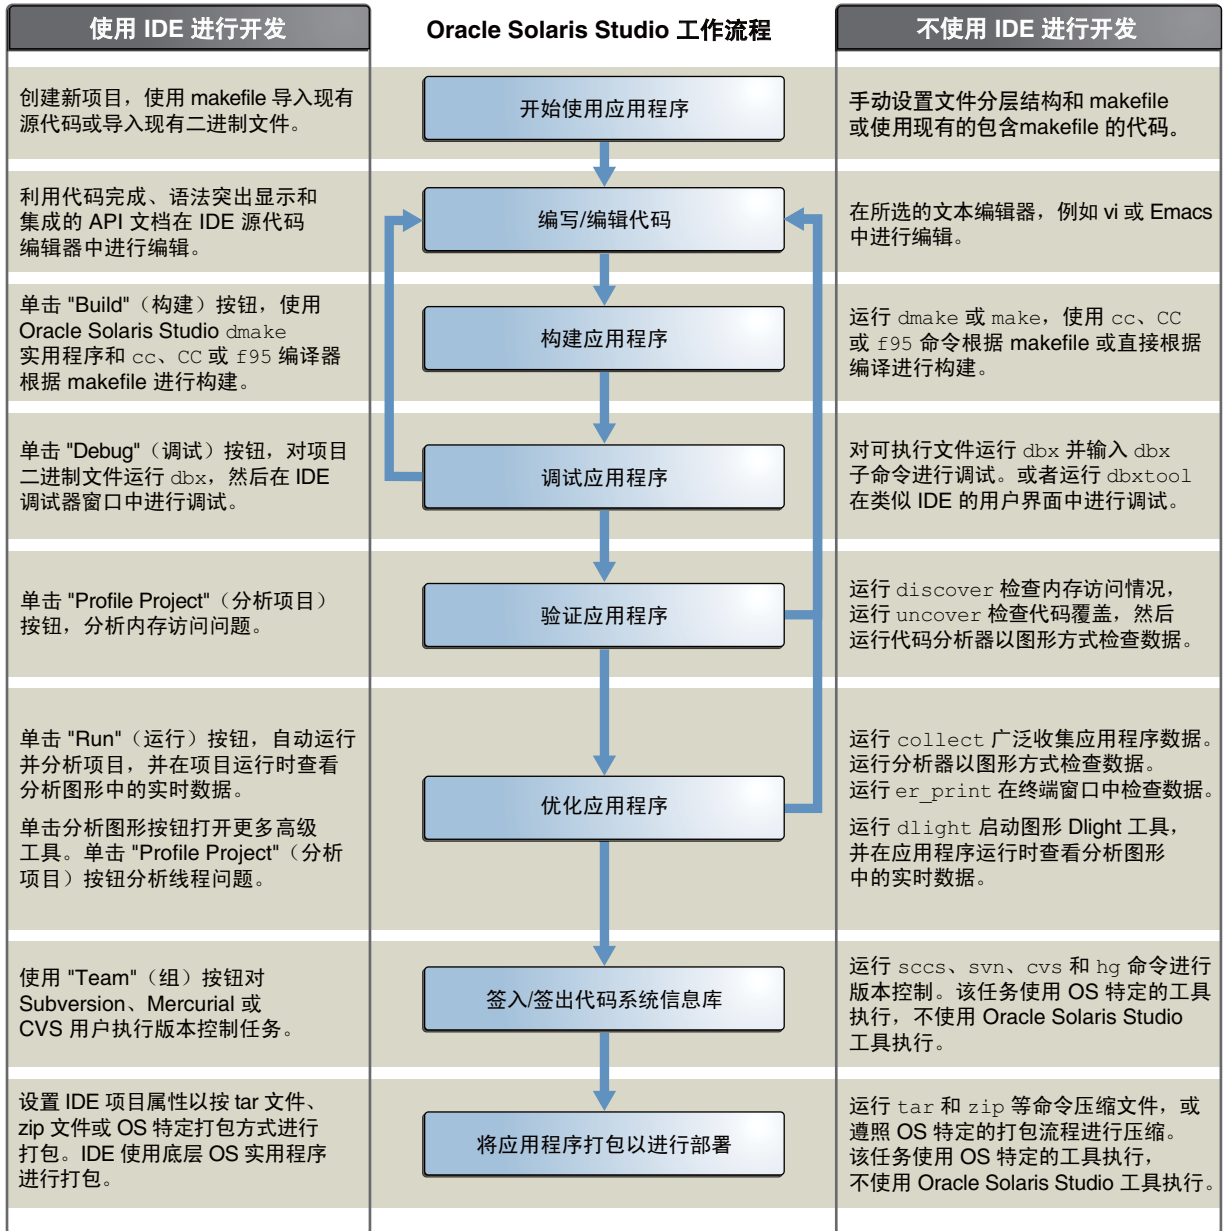 使用 IDE 进行开发
Oracle Solaris Studio 工作流程
不使用 IDE 进行开发
创建新项目，使用 makefile 导入现有
源代码或导入现有二进制文件。
开始使用应用程序
手动设置文件分层结构和 makefile
或使用现有的包含makefile 的代码。
利用代码完成、语法突出显示和
集成的 API 文档在 IDE 源代码
编辑器中进行编辑。
编写/编辑代码
在所选的文本编辑器，例如 vi 或 Emacs
中进行编辑。
单击 "Build"（构建）按钮，使用
Oracle Solaris Studio dmake
实用程序和 cc、CC 或 f95 编译器
根据 makefile 进行构建。
构建应用程序
运行 dmake 或 make，使用 cc、CC
或 f95 命令根据 makefile 或直接根据
编译进行构建。
单击 "Debug"（调试）按钮，对项目
二进制文件运行 dbx，然后在 IDE
调试器窗口中进行调试。
调试应用程序
对可执行文件运行 dbx 并输入 dbx
子命令进行调试。或者运行 dbxtool
在类似 IDE 的用户界面中进行调试。
单击 "Profile Project"（分析项目）
按钮，分析内存访问问题。
验证应用程序
运行 discover 检查内存访问情况，
运行 uncover 检查代码覆盖，然后
运行代码分析器以图形方式检查数据。
单击 "Run"（运行）按钮，自动运行
并分析项目，并在项目运行时查看
分析图形中的实时数据。
单击分析图形按钮打开更多高级
工具。单击 "Profile Project"（分析
项目）按钮分析线程问题。
优化应用程序
运行 collect 广泛收集应用程序数据。
运行分析器以图形方式检查数据。
运行 er_print 在终端窗口中检查数据。
运行 dlight 启动图形 Dlight 工具，
并在应用程序运行时查看分析图形
中的实时数据。
使用 "Team"（组）按钮对
Subversion、Mercurial 或
CVS 用户执行版本控制任务。
签入/签出代码系统信息库
运行 sccs、svn、cvs 和 hg 命令进行
版本控制。该任务使用 OS 特定的工具
执行，不使用 Oracle Solaris Studio
工具执行。
设置 IDE 项目属性以按 tar 文件、
zip 文件或 OS 特定打包方式进行
打包。IDE 使用底层 OS 实用程序
进行打包。
将应用程序打包以进行部署
运行 tar 和 zip 等命令压缩文件，或
遵照 OS 特定的打包流程进行压缩。
该任务使用 OS 特定的工具执行，
不使用 Oracle Solaris Studio 工具执行。